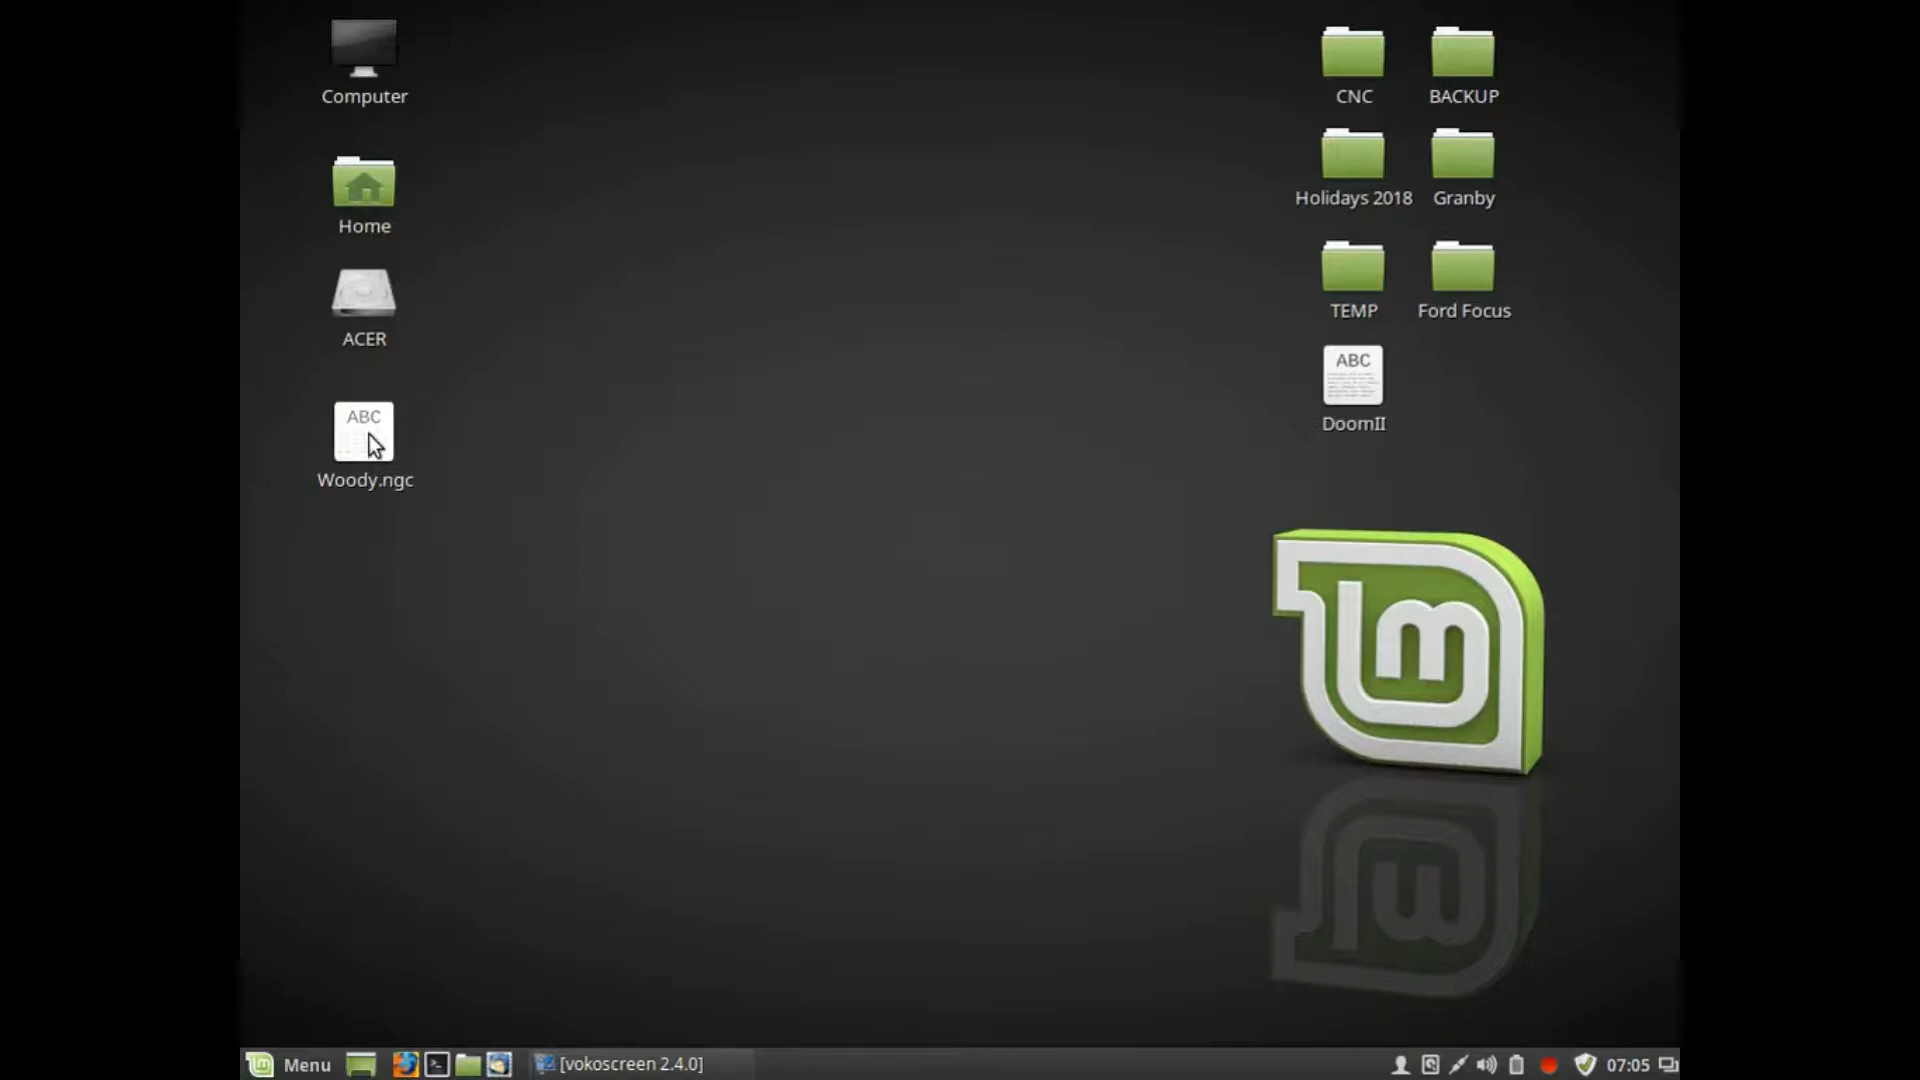 Computer
Home
ACER
ABC
Woody.ngc
CNC
BACKUP
Holidays 2018
Granby
TEMP
Ford Focus
ABC
DoomII
lm
Menu
[vokoscreen 2.4.0]
07:05